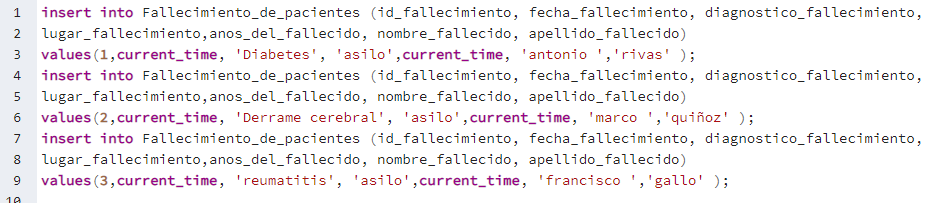 1 insert into Fallecimiento_de_pacientes (id_fallecimiento, fecha_fallecimiento, diagnostico_fallecimiento,
2 lugar_fallecimiento,anos_del_fallecido, nombre_fallecido, apellido_fallecido)
3 values(1,current_time, 'Diabetes', 'asilo',current_time, 'antonio ','rivas' );
4 insert into Fallecimiento_de_pacientes (id_fallecimiento, fecha_fallecimiento, diagnostico_fallecimiento,
5 lugar_fallecimiento,anos_del_fallecido, nombre_fallecido, apellido_fallecido)
6 values(2,current_time, 'Derrame cerebral', 'asilo',current_time, 'marco ','quiñoz' );
7 insert into Fallecimiento_de_pacientes (id_fallecimiento, fecha_fallecimiento, diagnostico_fallecimiento,
8 lugar_fallecimiento,anos_del_fallecido, nombre_fallecido, apellido_fallecido)
9 values(3,current_time, 'reumatitis', 'asilo',current_time, 'francisco ','gallo' );
10